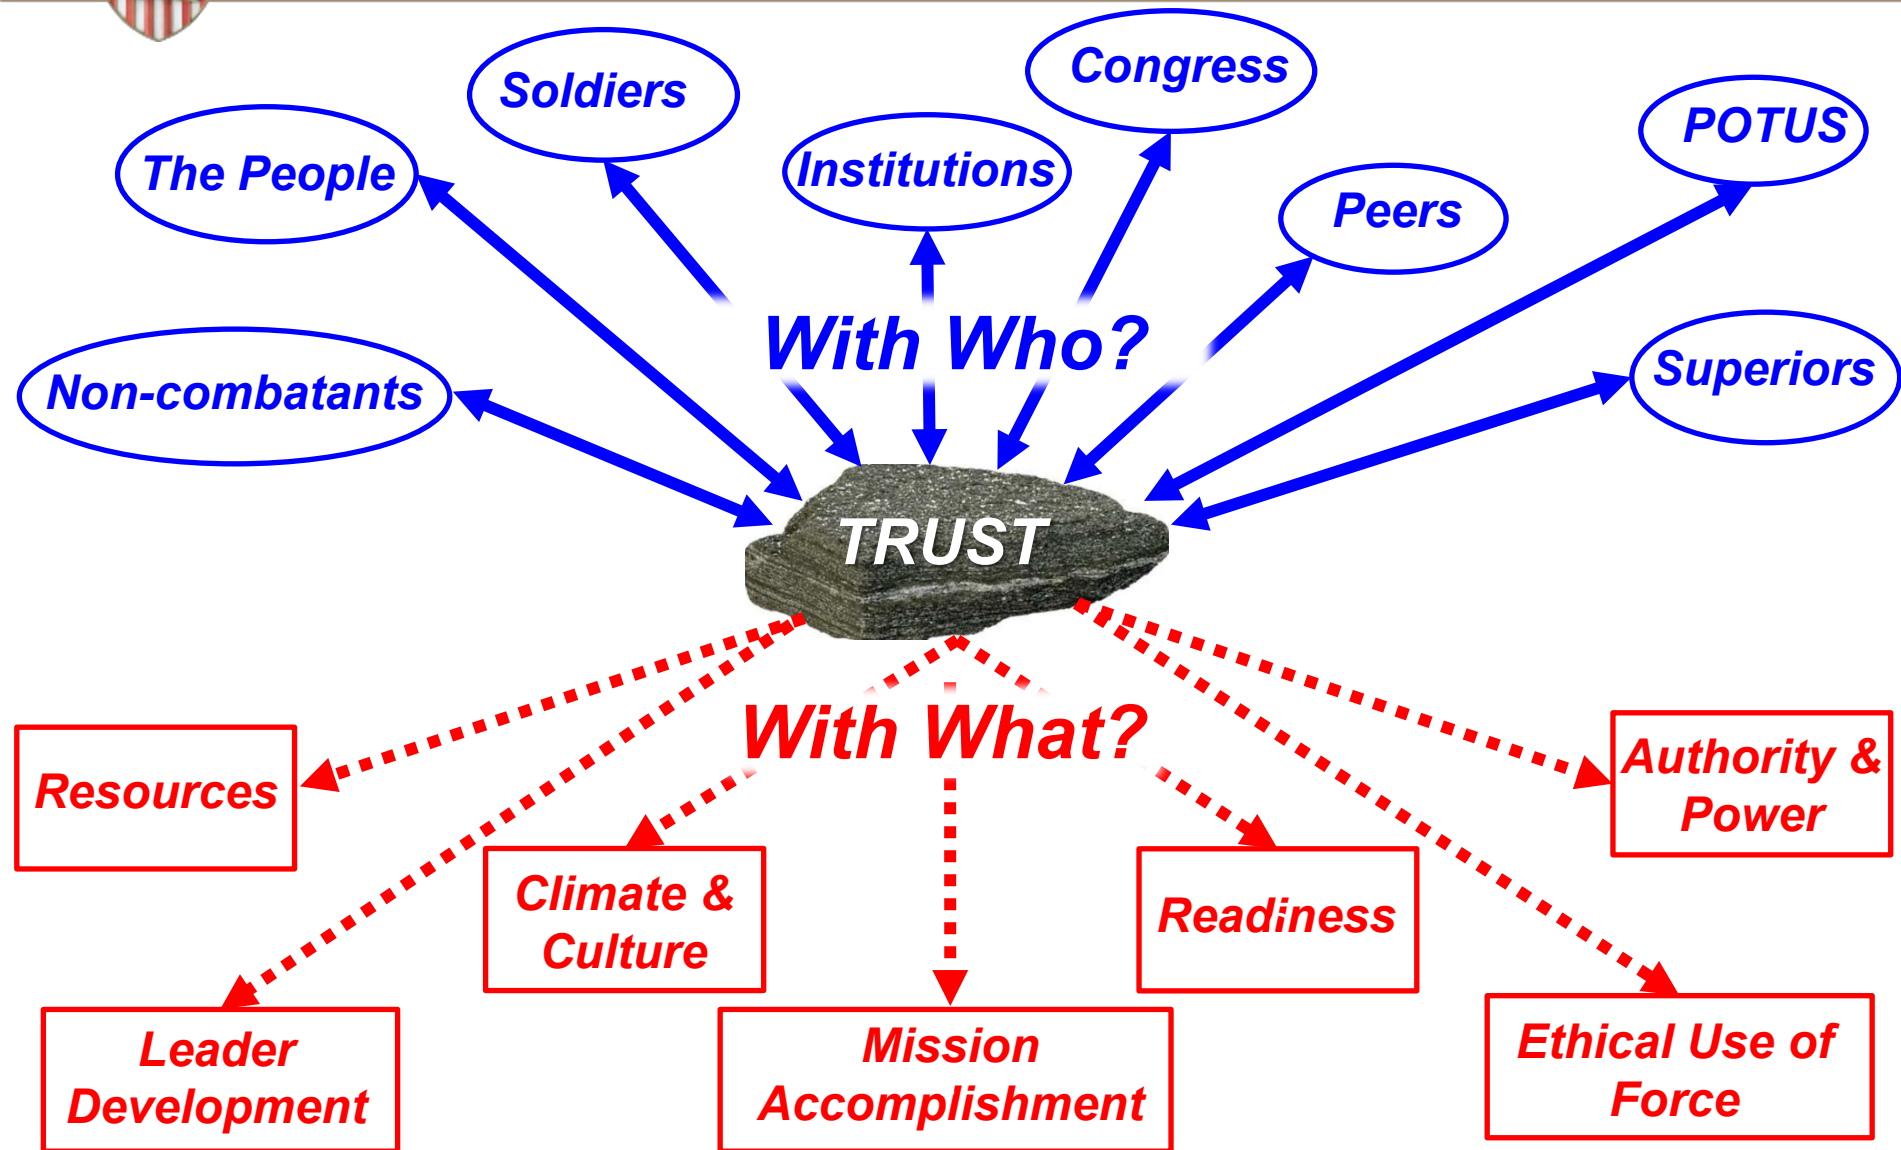 Soldiers
Congress
POTUS
The People
Institutions
Peers
With Who?
Superiors
Non-combatants
TRUST
With What?
Resources
Authority &
Power
Climate &
Culture
Readiness
Leader
Development
Mission
Accomplishment
Ethical Use of
Force